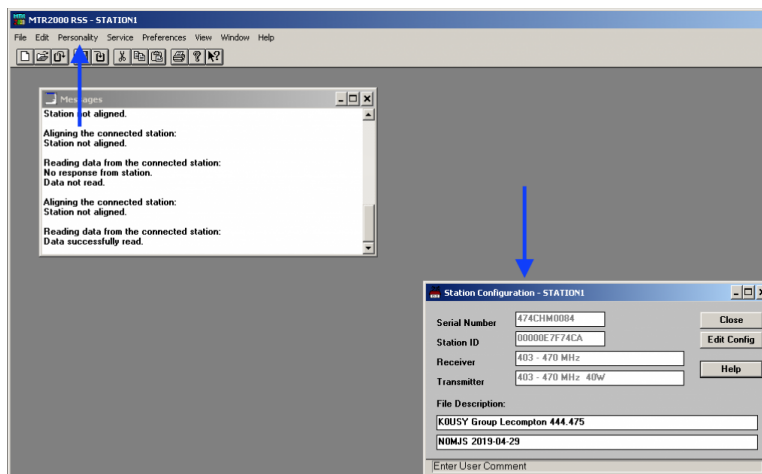 MTR2000 RSS - STATION1
File Edit Personality Service Preferences View Window Help
Messages
Station not aligned.
Aligning the connected station:
Station not aligned.
Reading data from the connected station:
No response from station.
Data not read.
Aligning the connected station:
Station not aligned.
Reading data from the connected station:
Data successfully read.
Station Configuration - STATION1
Serial Number 474CHM0084 Close
Station ID 00000E7F74CA Edit Config
Receiver 403 - 470 MHz
Help
Transmitter 403 - 470 MHz 40W
File Description:
K0USY Group Lecompton 444.475
N0MJS 2019-04-29
Enter User Comment